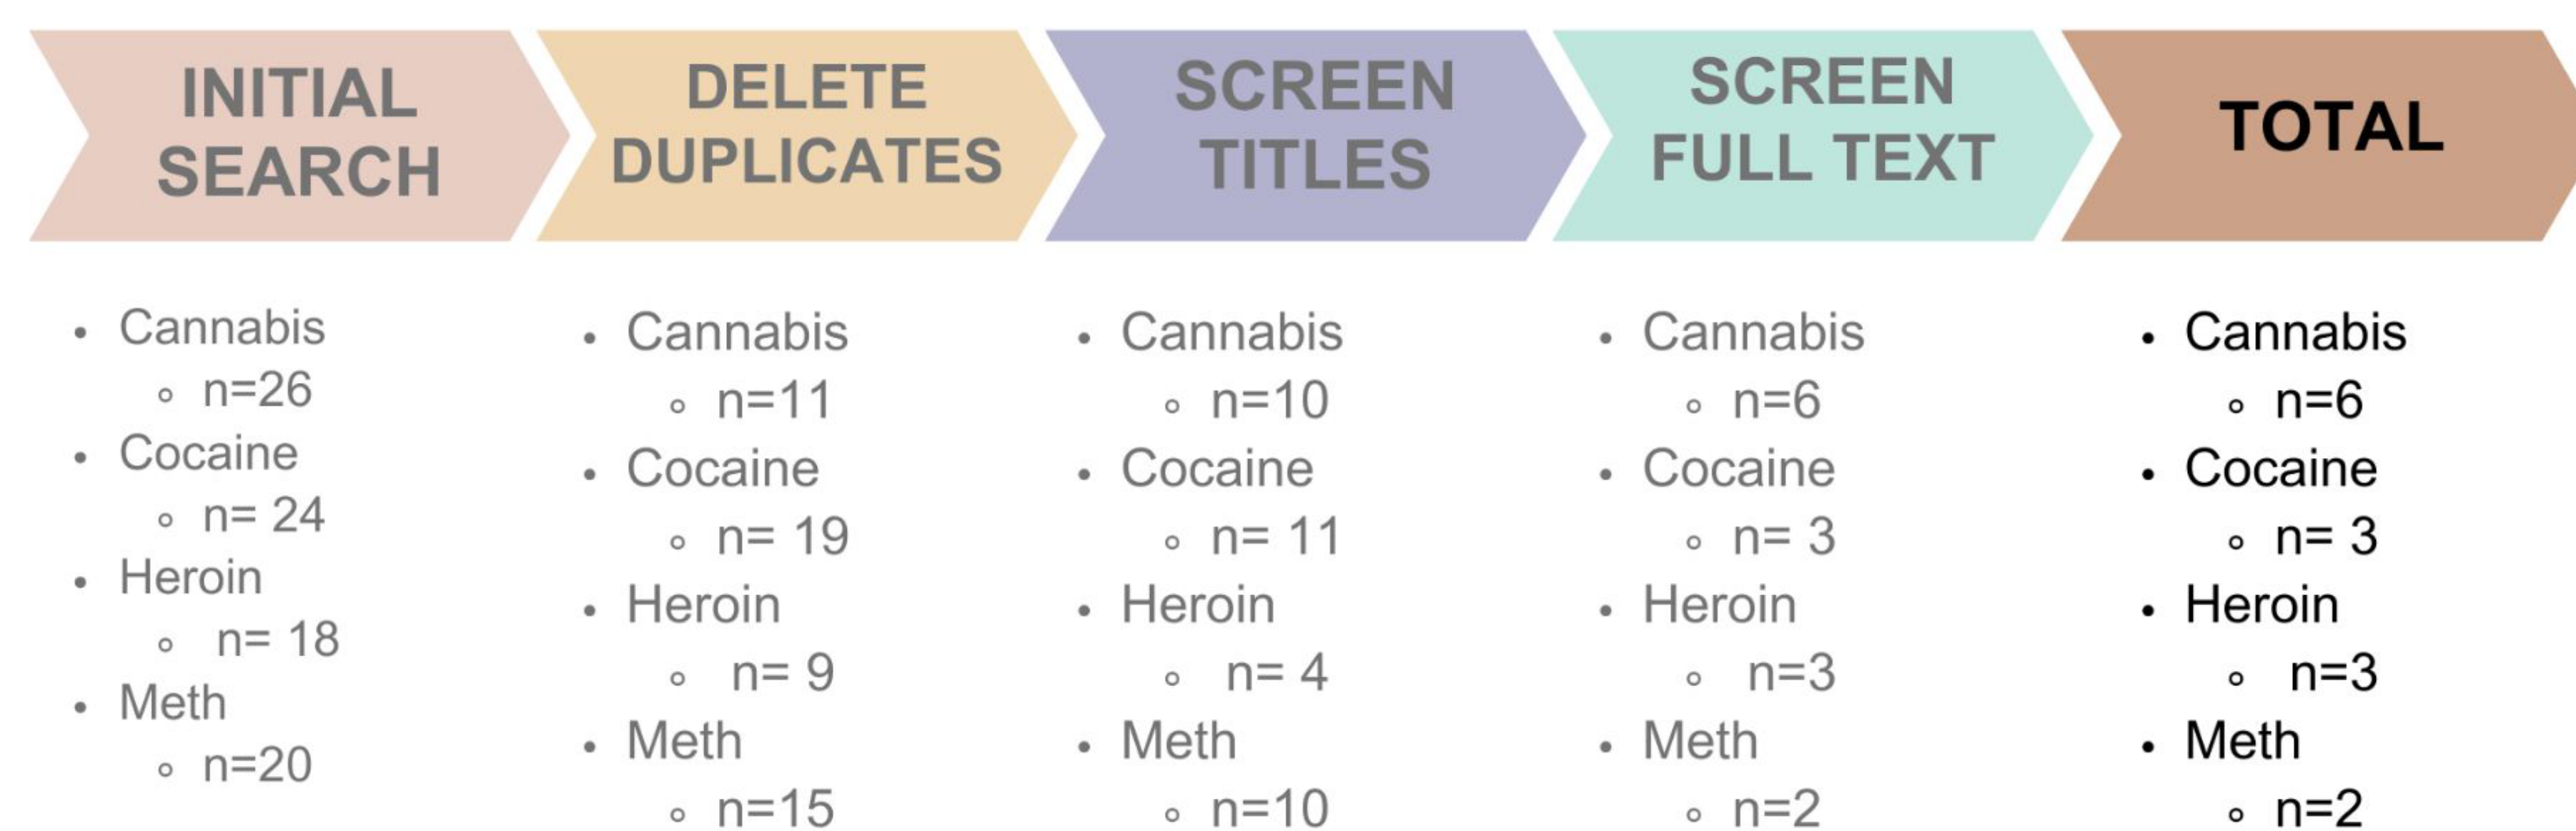 INITIAL
SEARCH
DELETE
DUPLICATES
SCREEN
TITLES
SCREEN
FULL TEXT
TOTAL
Cannabis
n=26
Cocaine
n= 24
Heroin
n= 18
Meth
n=20
Cannabis
n=11
Cocaine
n= 19
Heroin
n= 9
Meth
n=15
Cannabis
n=10
Cocaine
n= 11
Heroin
n= 4
Meth
n=10
Cannabis
n=6
Cocaine
n= 3
Heroin
n=3
Meth
n=2
Cannabis
n=6
Cocaine
n= 3
Heroin
n=3
Meth
n=2